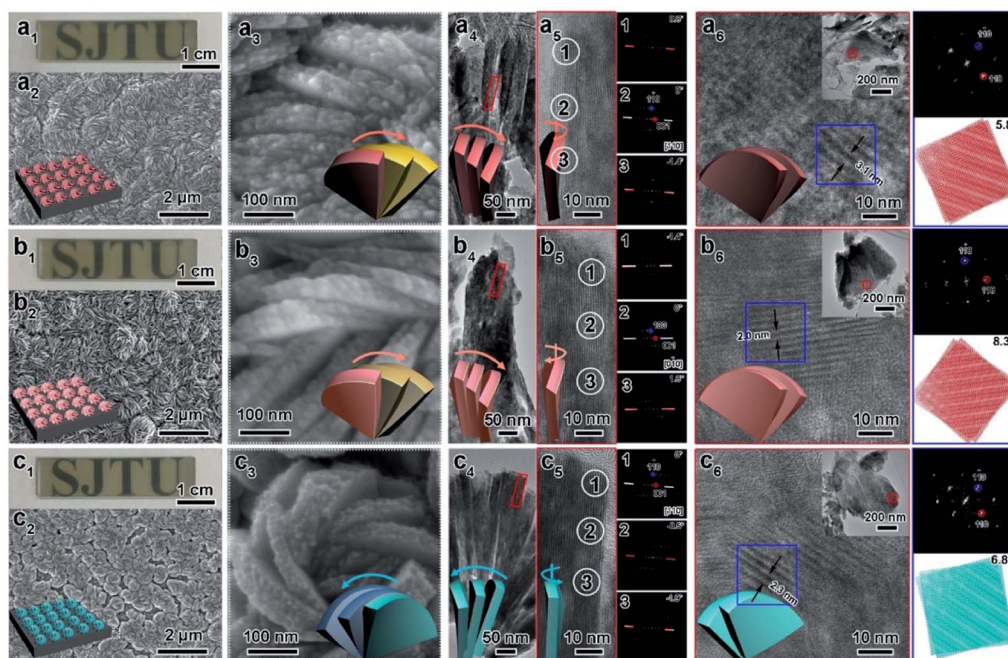 a1
SJTU
1 cm
a2
2 μm
a3
100 nm
a4
50 nm
a5
1
2
3
10 nm
1
2
0°
110
001
3
a6
200 nm
3.1 nm
10 nm
110
110
5.8
b1
SJTU
1 cm
b2
2 μm
b3
100 nm
b4
50 nm
b5
1
2
3
10 nm
1
2
0°
100
001
[010]
3
b6
200 nm
2.0 nm
10 nm
110
110
8.3
c1
SJTU
1 cm
c2
2 μm
c3
100 nm
c4
50 nm
c5
1
2
3
10 nm
1
0°
110
001
2
3
c6
200 nm
2.3 nm
10 nm
110
110
6.8